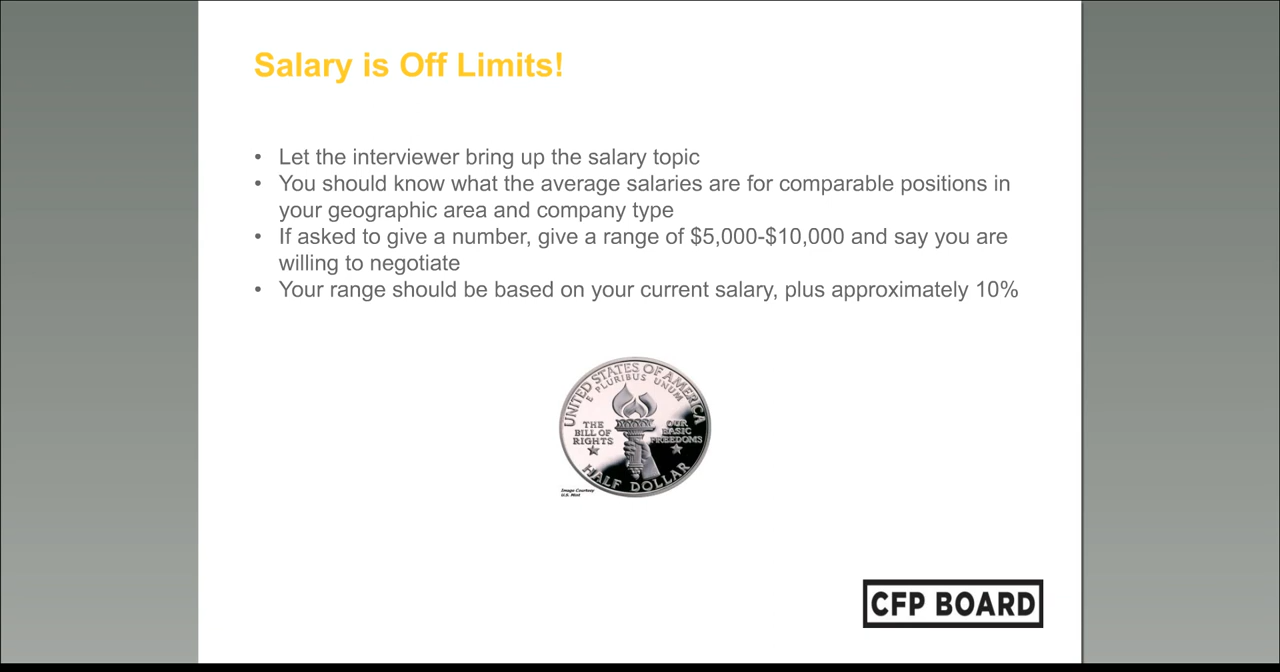 Salary is Off Limits!
• Let the interviewer bring up the salary topic
• You should know what the average salaries are for comparable positions in
your geographic area and company type
• If asked to give a number, give a range of $5,000-$10,000 and say you are
willing to negotiate
• Your range should be based on your current salary, plus approximately 10%
UNITED STATES OF AMERICA
E PLURIBUS UNUM
THE
BILL OF
RIGHTS
OUR
BASIC
FREEDOMS
HALF DOLLAR
Image Courtesy
U.S. Mint
CFP BOARD